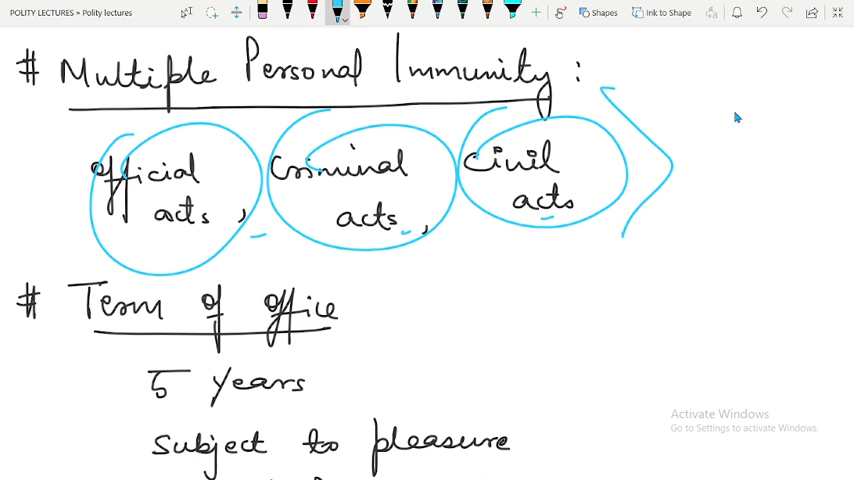 POLITY LECTURES » Polity lectures
Shapes
Ink to Shape
# Multiple Personal Immunity :
Official acts, Criminal acts, Civil acts
# Term of office
5 years
subject to pleasure
Activate Windows
Go to Settings to activate Windows.